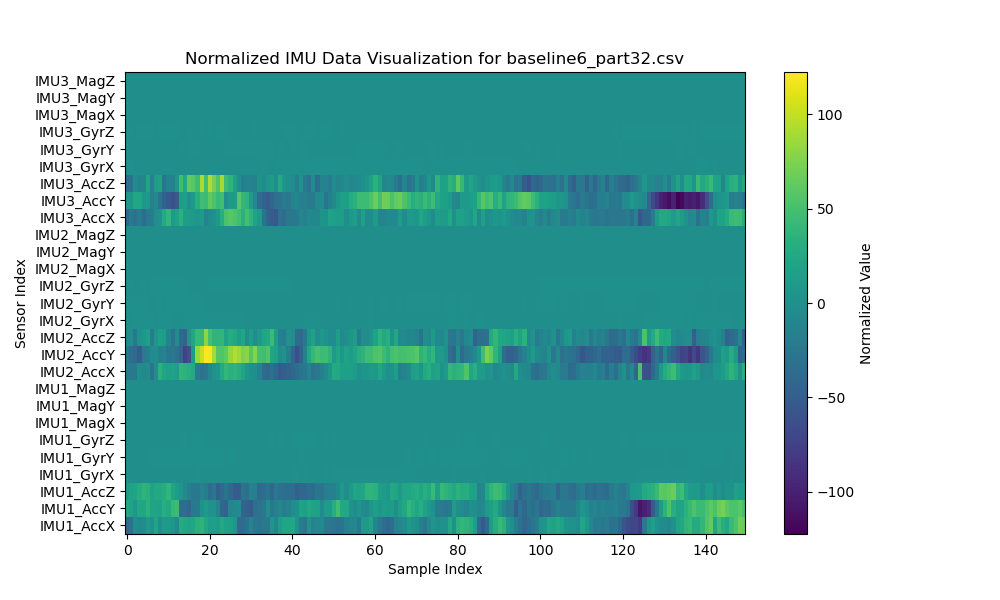 Normalized IMU Data Visualization for baseline6_part32.csv
IMU3_MagZ
IMU3_MagY
IMU3_MagX
IMU3_GyrZ
IMU3_GyrY
IMU3_GyrX
IMU3_AccZ
IMU3_AccY
IMU3_AccX
IMU2_MagZ
IMU2_MagY
IMU2_MagX
IMU2_GyrZ
IMU2_GyrY
IMU2_GyrX
IMU2_AccZ
IMU2_AccY
IMU2_AccX
IMU1_MagZ
IMU1_MagY
IMU1_MagX
IMU1_GyrZ
IMU1_GyrY
IMU1_GyrX
IMU1_AccZ
IMU1_AccY
IMU1_AccX
Sensor Index
0 20 40 60 80 100 120 140
Sample Index
100
50
0
−50
−100
Normalized Value